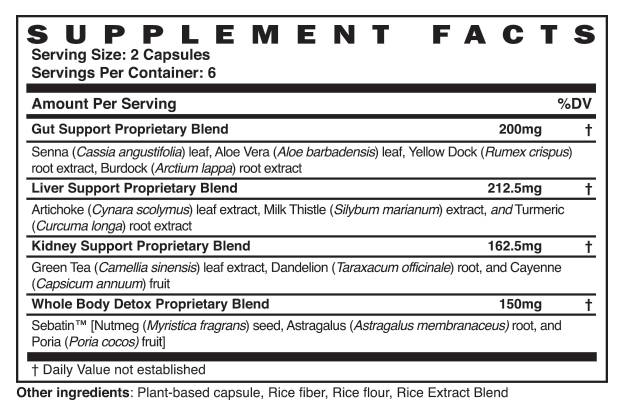 SUPPLEMENT FACTS
Serving Size: 2 Capsules
Servings Per Container: 6
Amount Per Serving %DV
Gut Support Proprietary Blend 200mg †
Senna (Cassia angustifolia) leaf, Aloe Vera (Aloe barbadensis) leaf, Yellow Dock (Rumex crispus)
root extract, Burdock (Arctium lappa) root extract
Liver Support Proprietary Blend 212.5mg †
Artichoke (Cynara scolymus) leaf extract, Milk Thistle (Silybum marianum) extract, and Turmeric
(Curcuma longa) root extract
Kidney Support Proprietary Blend 162.5mg †
Green Tea (Camellia sinensis) leaf extract, Dandelion (Taraxacum officinale) root, and Cayenne
(Capsicum annuum) fruit
Whole Body Detox Proprietary Blend 150mg †
Sebatin™ [Nutmeg (Myristica fragrans) seed, Astragalus (Astragalus membranaceus) root, and
Poria (Poria cocos) fruit]
† Daily Value not established
Other ingredients: Plant-based capsule, Rice fiber, Rice flour, Rice Extract Blend